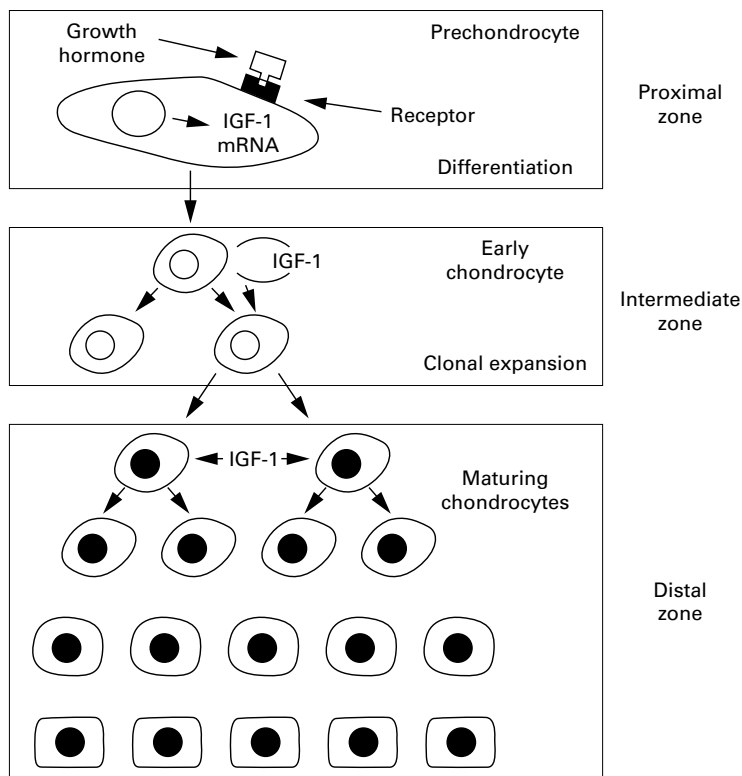 Growth
hormone
Prechondrocyte
Receptor
IGF-1
mRNA
Differentiation
Proximal
zone
IGF-1
Early
chondrocyte
Clonal expansion
Intermediate
zone
IGF-1
Maturing
chondrocytes
Distal
zone